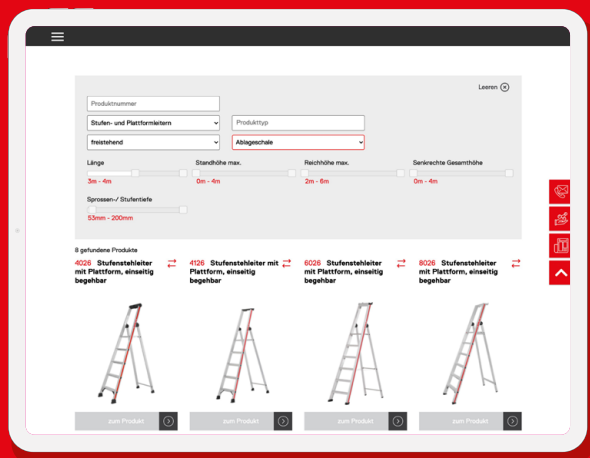 Leeren
Produktnummer
Stufen- und Plattformleitern
Produkttyp
freistehend
Ablageschale
Länge
Standhöhe max.
Reichhöhe max.
Senkrechte Gesamthöhe
3m - 4m
0m - 4m
2m - 6m
0m - 4m
Sprossen-/ Stufentiefe
53mm - 200mm
8 gefundene Produkte
4026 Stufenstehleiter
mit Plattform, einseitig
begehbar
4126 Stufenstehleiter mit
Plattform, einseitig
begehbar
6026 Stufenstehleiter
mit Plattform, einseitig
begehbar
8026 Stufenstehleiter
mit Plattform, einseitig
begehbar
zum Produkt
zum Produkt
zum Produkt
zum Produkt